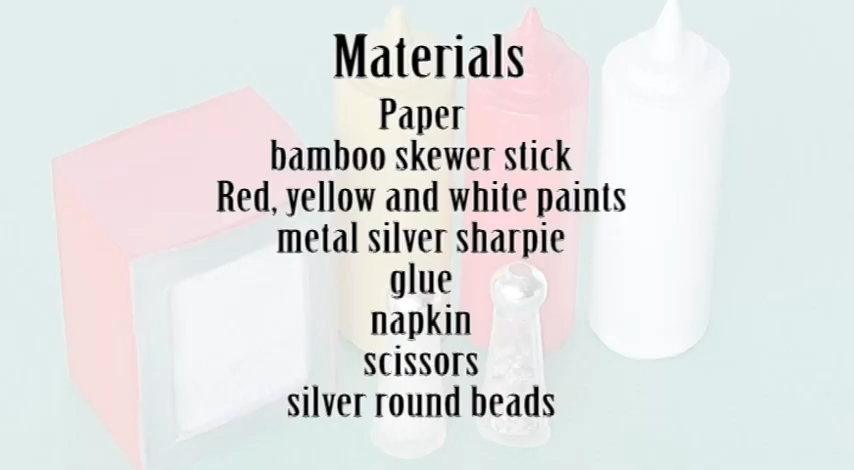 Materials
Paper
bamboo skewer stick
Red, yellow and white paints
metal silver sharpie
glue
napkin
scissors
silver round beads